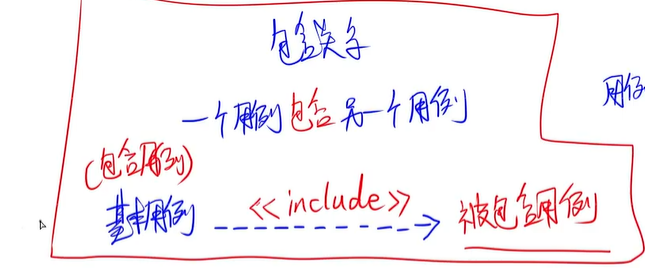 包含关系
一个用例包含另一个用例
用例
(包含用例)
基本用例 <<include>> 被包含用例